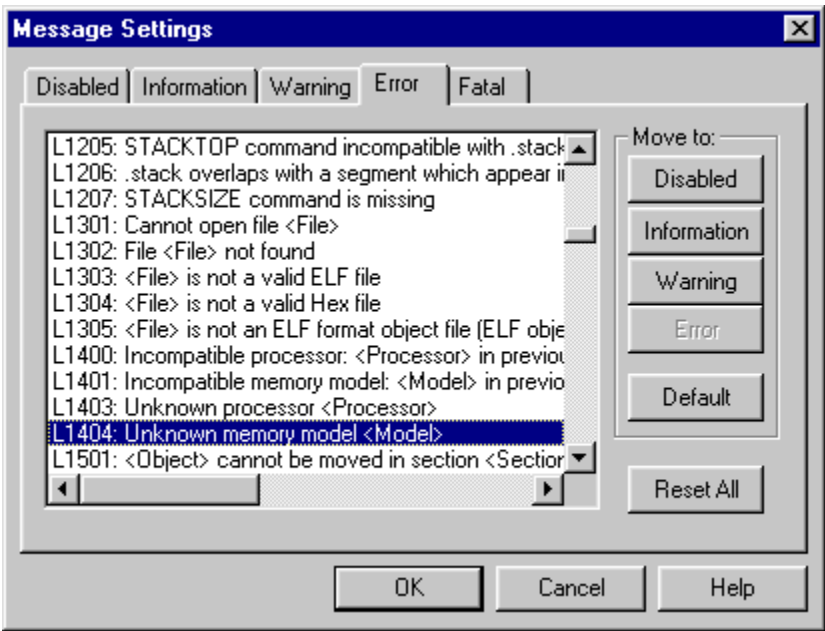 Message Settings
Disabled Information Warning Error Fatal
L1205: STACKTOP command incompatible with .stack
L1206: .stack overlaps with a segment which appear
L1207: STACKSIZE command is missing
L1301: Cannot open file <File>
L1302: File <File> not found
L1303: <File> is not a valid ELF file
L1304: <File> is not a valid Hex file
L1305: <File> is not an ELF format object file (ELF obje
L1400: Incompatible processor: <Processor> in previou
L1401: Incompatible memory model: <Model> in previo
L1403: Unknown processor <Processor>
L1404: Unknown memory model <Model>
L1501: <Object> cannot be moved in section <Section
Move to:
Disabled
Information
Warning
Error
Default
Reset All
OK Cancel Help